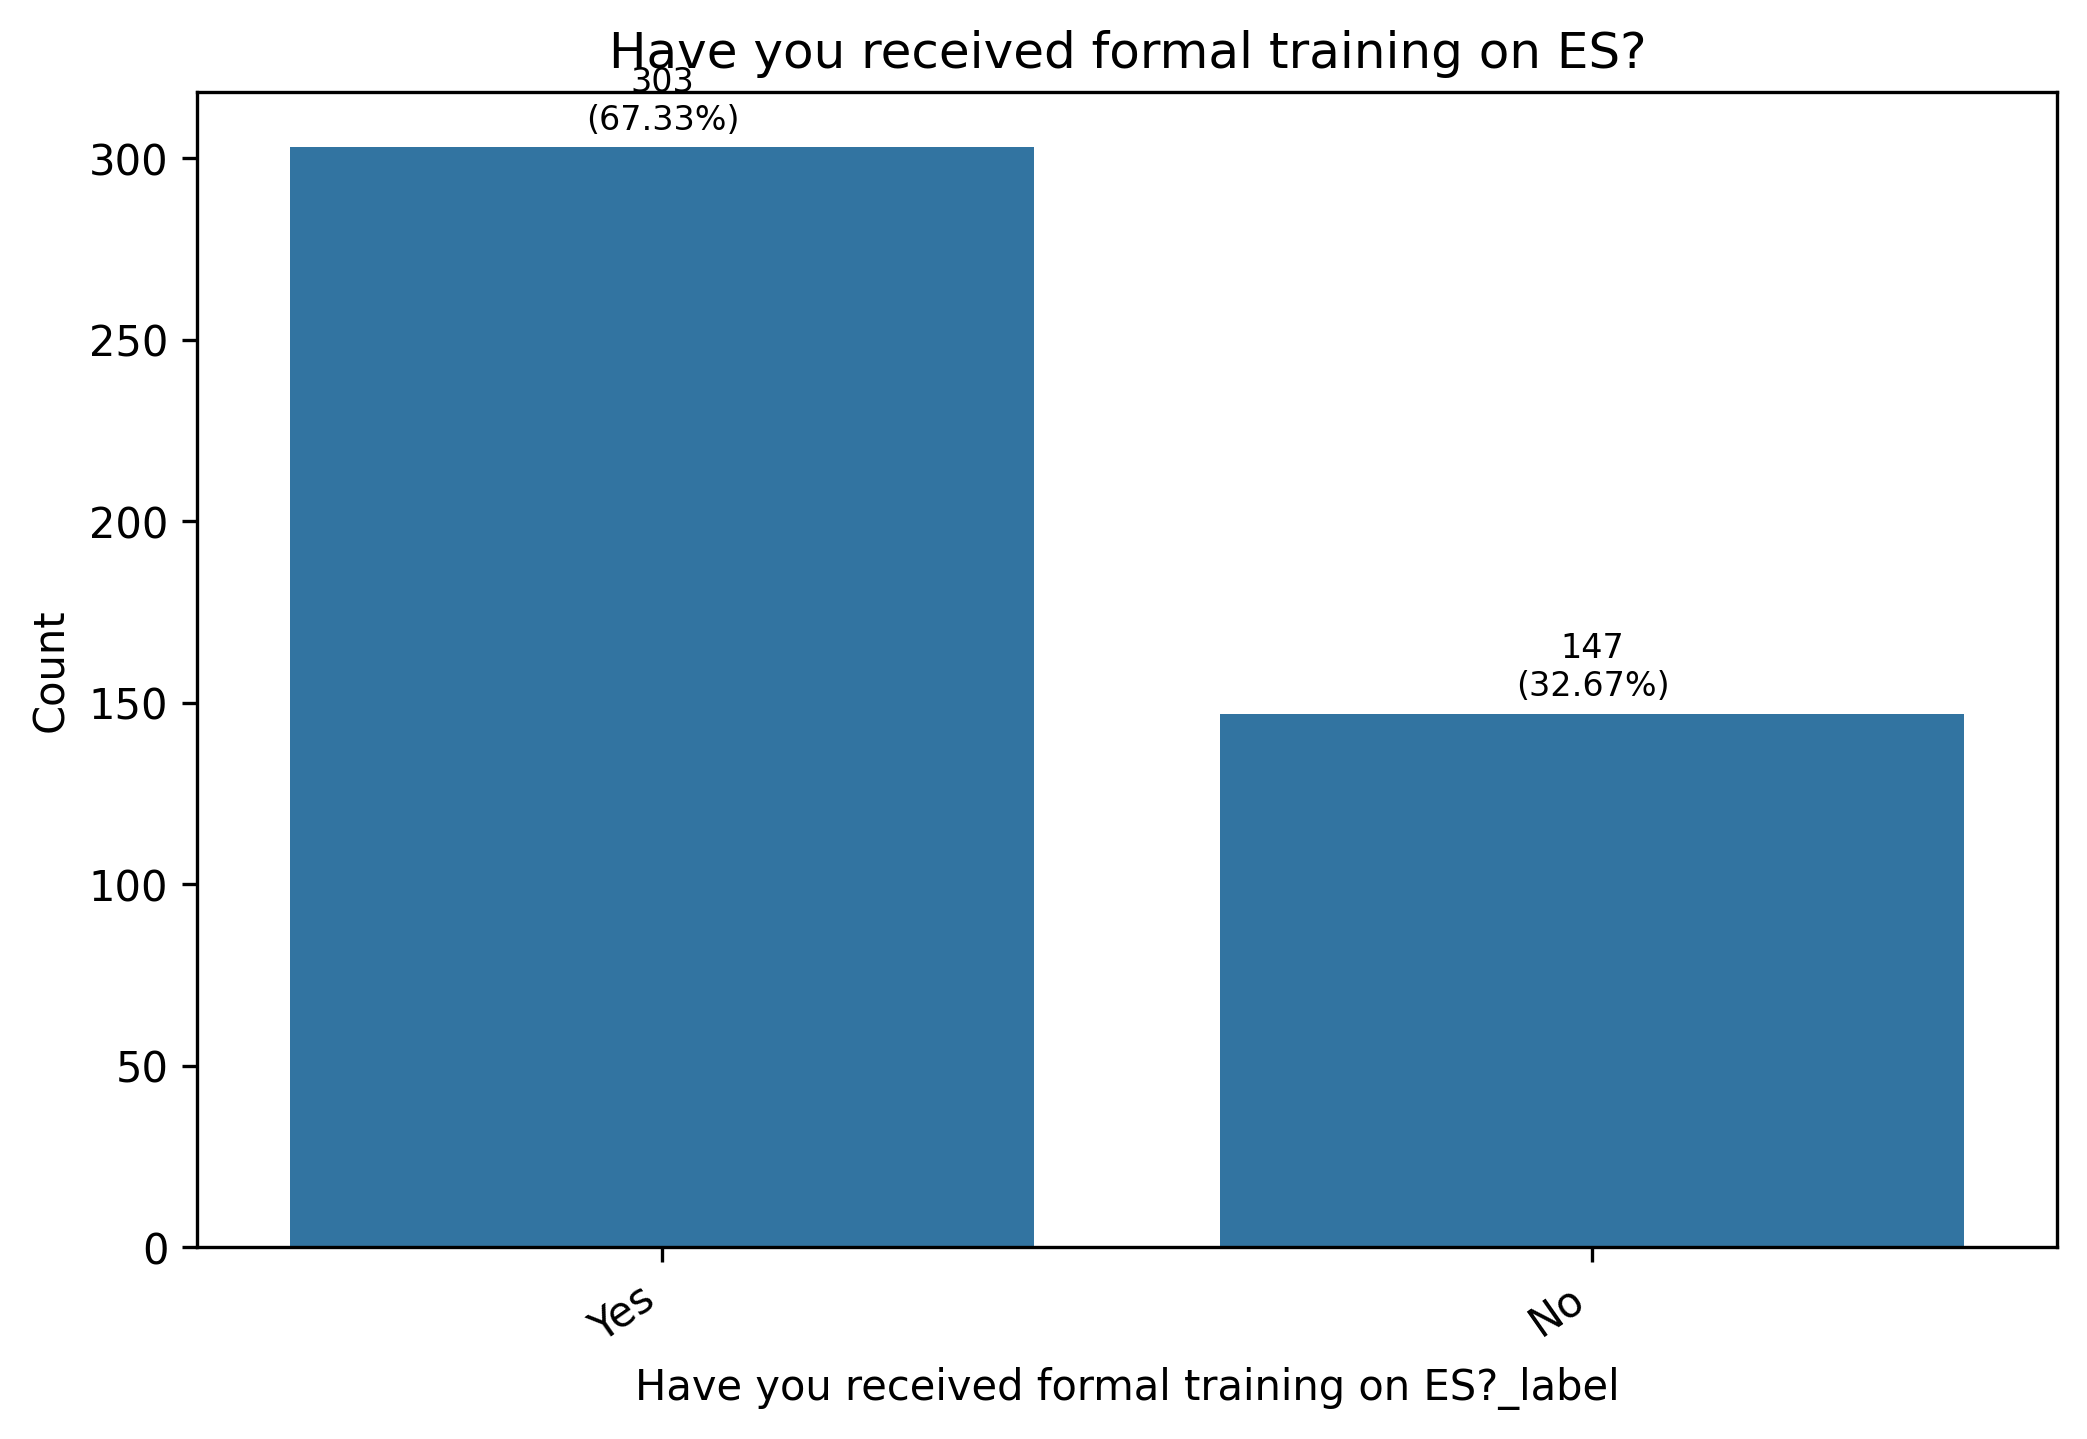 Have you received formal training on ES?
303
(67.33%)
300
250
200
150
100
50
0
Count
147
(32.67%)
Yes
No
Have you received formal training on ES?_label